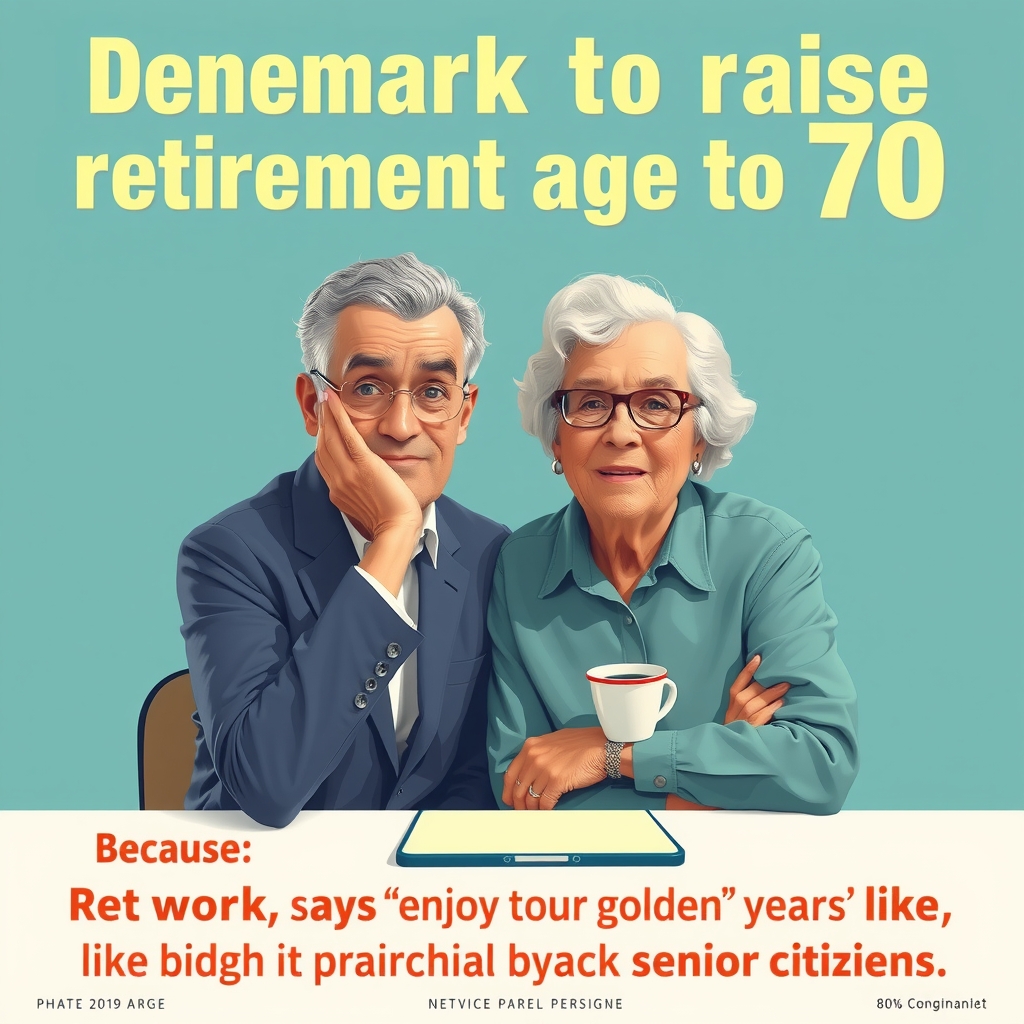 Denemark to raise
retirement age to 70
Because:
Ret work, says “enjoy tour golden” years’ like,
like bidgh it prairchial byack senior citiziens.
PHATE 2019 ARGE
NETVICE PAREL PERSIGNE
80% Conginanlet